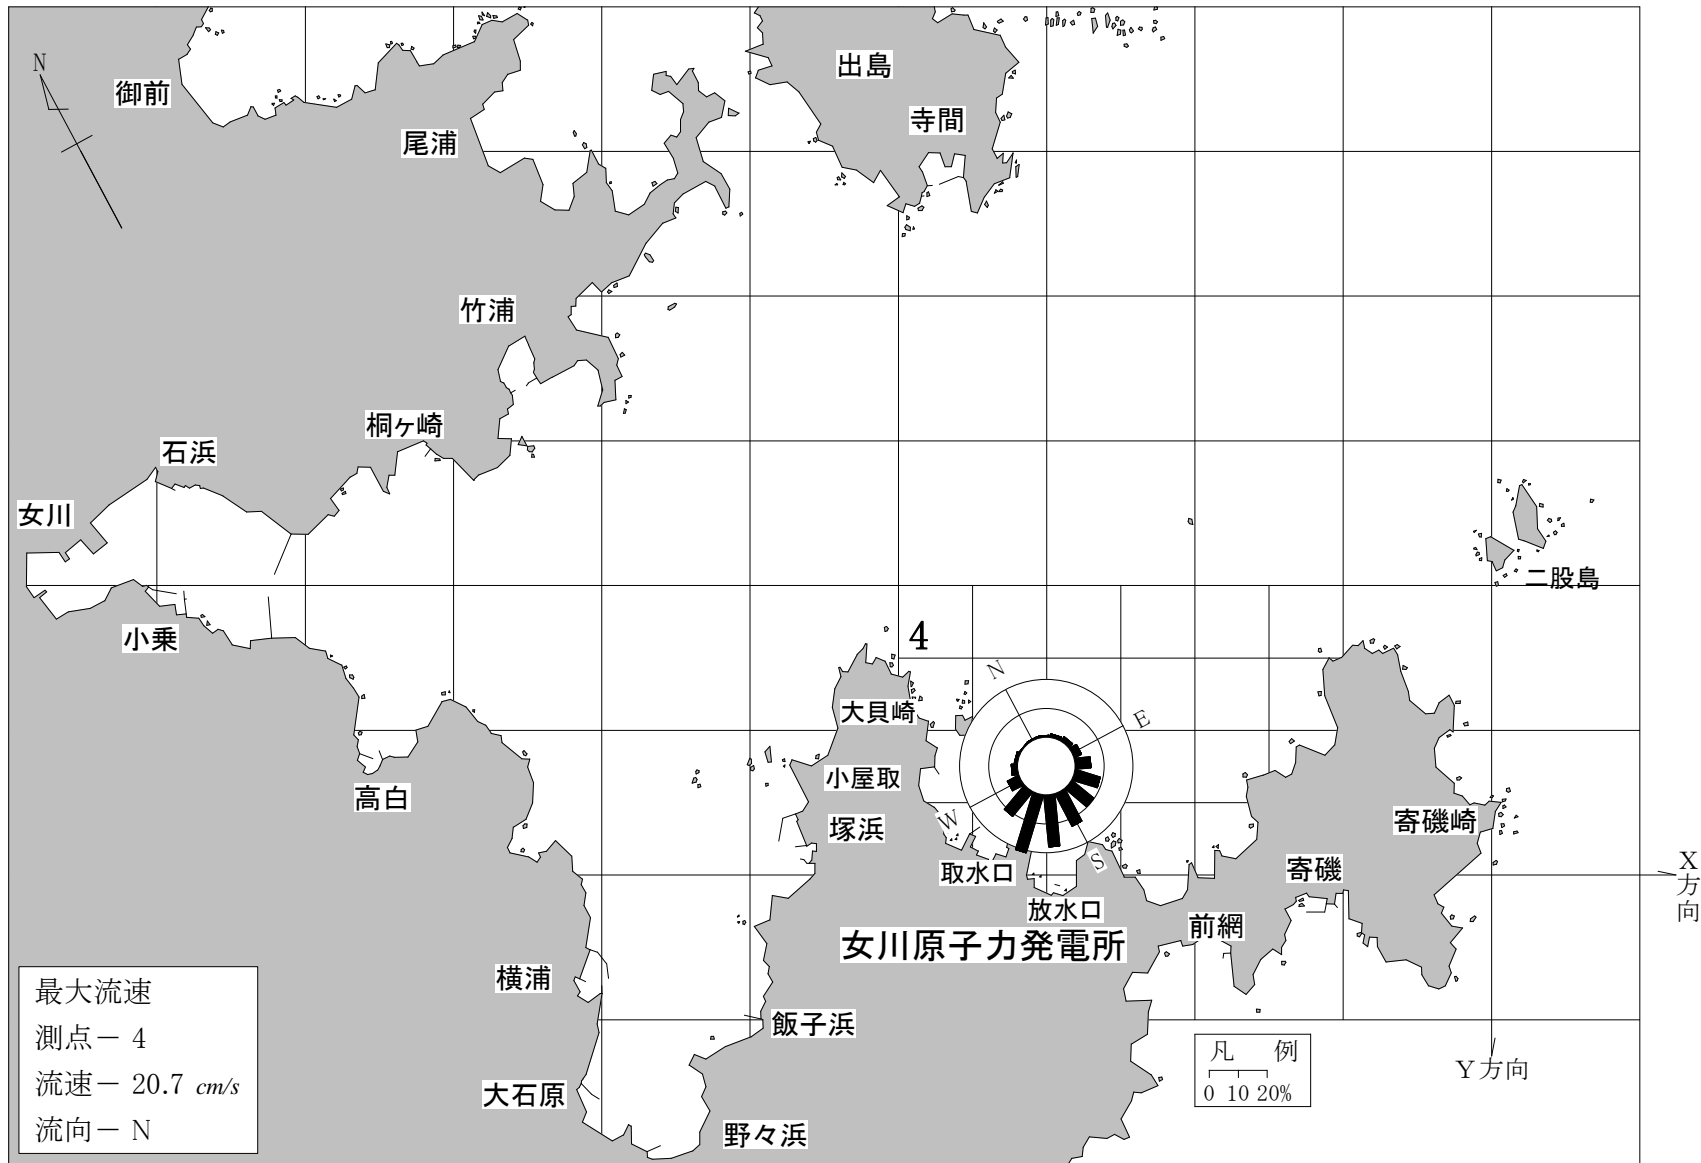 N
御前
尾浦
出島
寺間
竹浦
桐ヶ崎
石浜
女川
小乗
二股島
4
N
E
W
S
大貝崎
小屋取
塚浜
高白
取水口
放水口
女川原子力発電所
前網
寄磯
寄磯崎
X方向
横浦
飯子浜
大石原
野々浜
最大流速
測点－ 4
流速－ 20.7 cm/s
流向－ N
凡 例
0 10 20%
Y方向